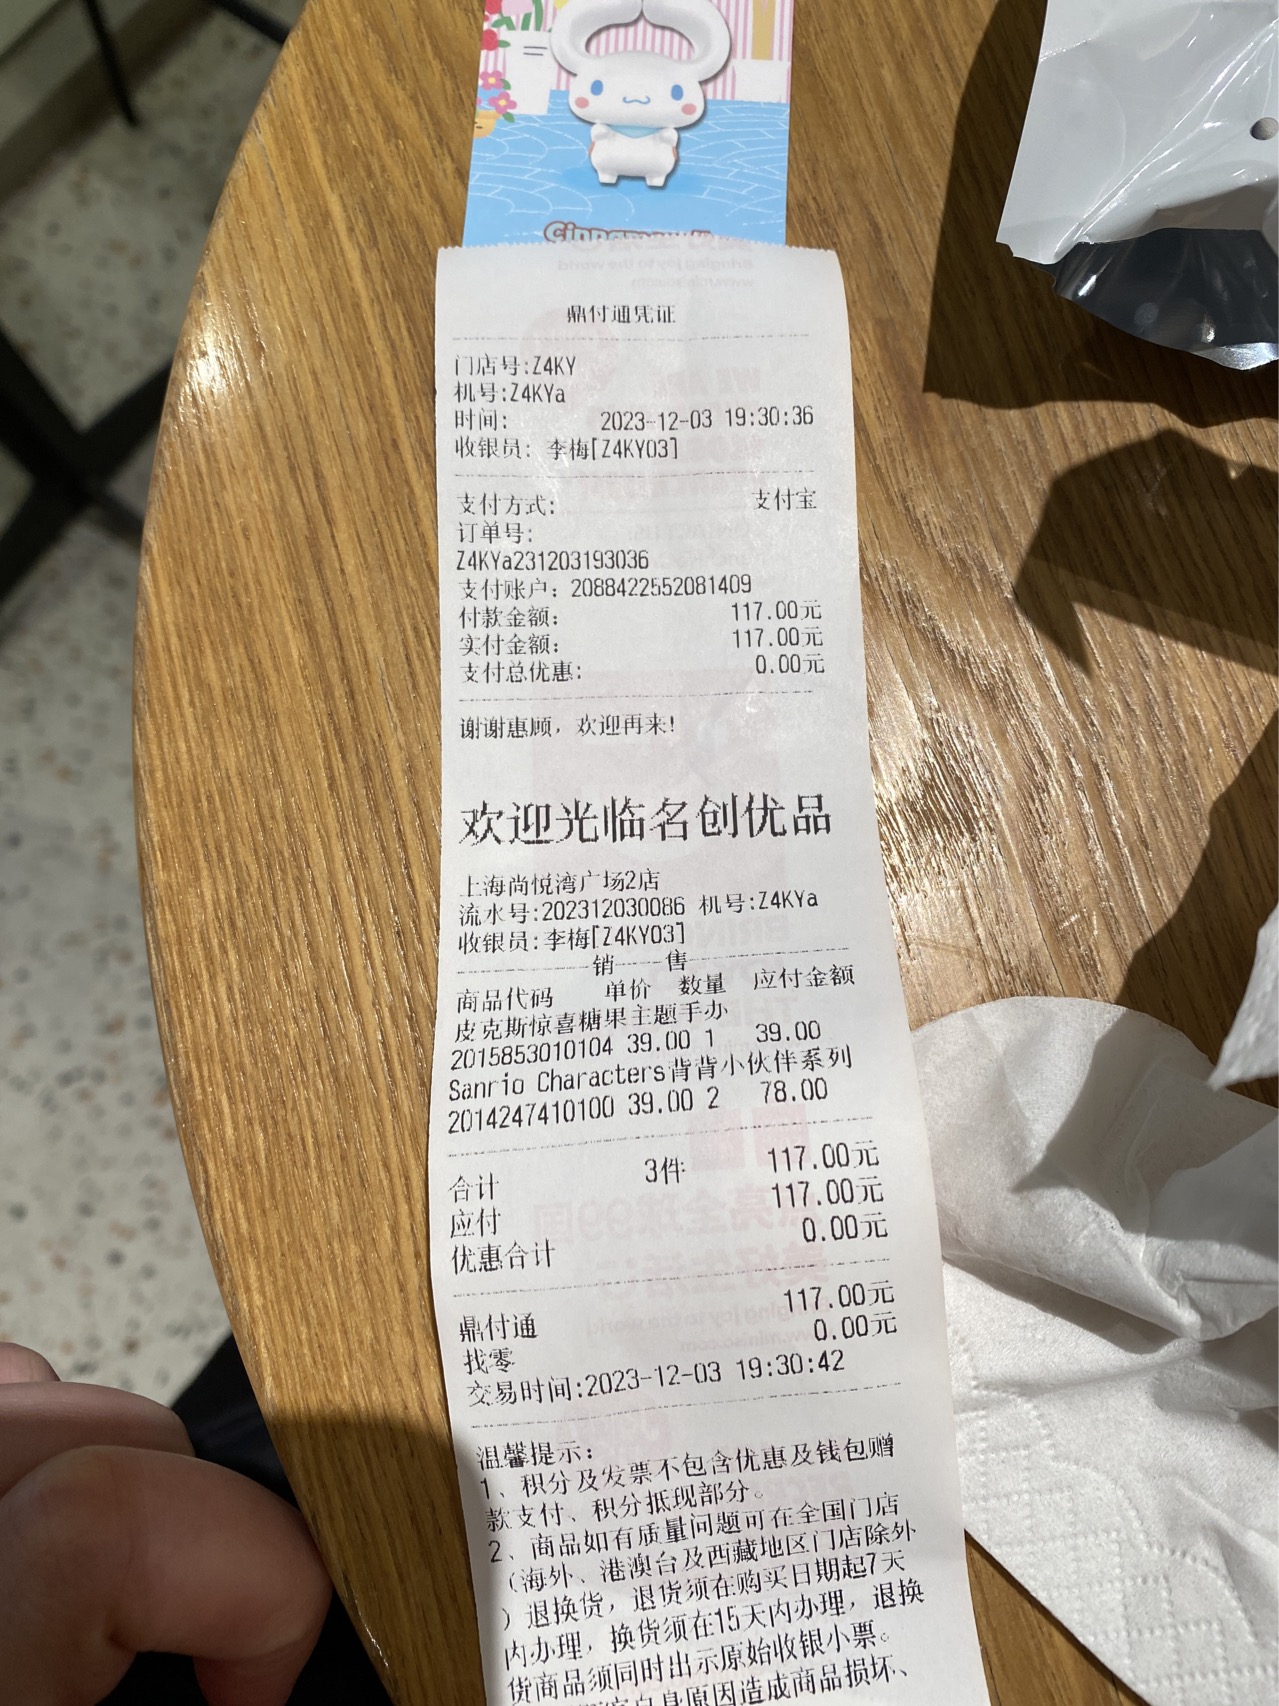 鼎付通凭证
门店号:Z4KY
机号:Z4KYa
时间: 2023-12-03 19:30:36
收银员: 李梅[Z4KY03]
支付方式: 支付宝
订单号:
Z4KYa231203193036
支付账户: 2088422552081409
付款金额: 117.00元
实付金额: 117.00元
支付总优惠: 0.00元
谢谢惠顾, 欢迎再来!
欢迎光临名创优品
上海尚悦湾广场2店
流水号:202312030086 机号:Z4KYa
收银员:李梅[Z4KY03]
销 售
商品代码 单价 数量 应付金额
皮克斯惊喜糖果主题手办
2015853010104 39.00 1 39.00
Sanrio Characters背背小伙伴系列
2014247410100 39.00 2 78.00
合计 3件 117.00元
应付 117.00元
优惠合计 0.00元
鼎付通 117.00元
找零 0.00元
交易时间:2023-12-03 19:30:42
温馨提示:
1、积分及发票不包含优惠及钱包赠
款支付、积分抵现部分。
2、商品如有质量问题可在全国门店
(海外、港澳台及西藏地区门店除外
) 退换货, 退货须在购买日期起7天
内办理, 换货须在15天内办理, 退换
货商品须同时出示原始收银小票。
自身原因造成商品损坏、